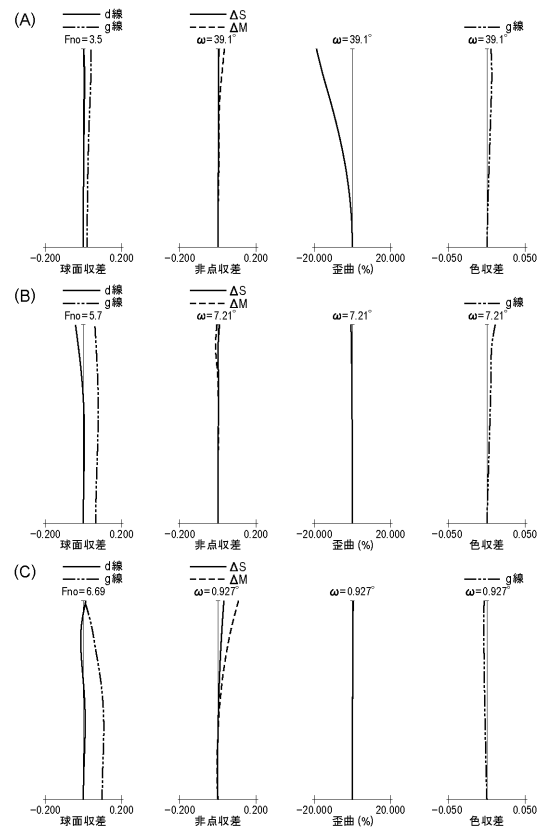 (A)
d線
g線
Fno=3.5
ΔS
ΔM
ω=39.1°
ω=39.1°
g線
ω=39.1°
−0.200 0.200
球面収差
−0.200 0.200
非点収差
−20.000 20.000
歪曲(%)
−0.050 0.050
色収差
(B)
d線
g線
Fno=5.7
ΔS
ΔM
ω=7.21°
ω=7.21°
g線
ω=7.21°
−0.200 0.200
球面収差
−0.200 0.200
非点収差
−20.000 20.000
歪曲(%)
−0.050 0.050
色収差
(C)
d線
g線
Fno=6.69
ΔS
ΔM
ω=0.927°
ω=0.927°
g線
ω=0.927°
−0.200 0.200
球面収差
−0.200 0.200
非点収差
−20.000 20.000
歪曲(%)
−0.050 0.050
色収差